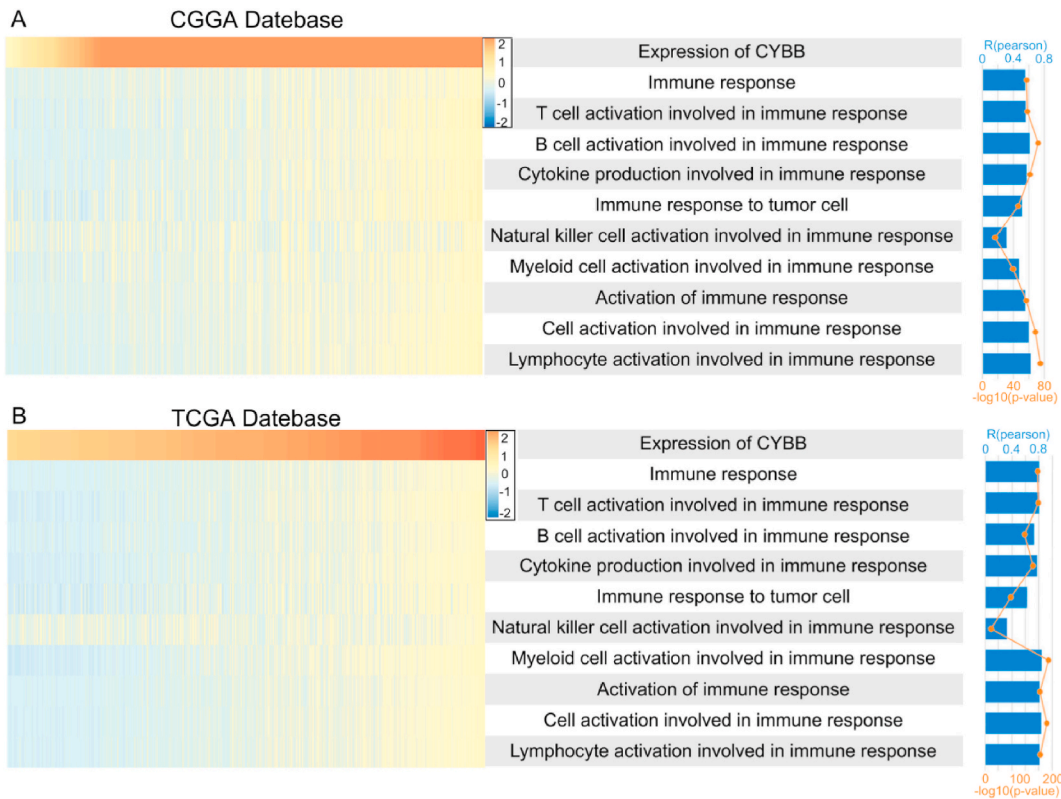 A
CGGA Datebase
R(pearson)
0 0.4 0.8
2
1
0
-1
-2
Expression of CYBB
Immune response
T cell activation involved in immune response
B cell activation involved in immune response
Cytokine production involved in immune response
Immune response to tumor cell
Natural killer cell activation involved in immune response
Myeloid cell activation involved in immune response
Activation of immune response
Cell activation involved in immune response
Lymphocyte activation involved in immune response
0 40 80
-log10(p-value)
B
TCGA Datebase
R(pearson)
0 0.4 0.8
2
1
0
-1
-2
Expression of CYBB
Immune response
T cell activation involved in immune response
B cell activation involved in immune response
Cytokine production involved in immune response
Immune response to tumor cell
Natural killer cell activation involved in immune response
Myeloid cell activation involved in immune response
Activation of immune response
Cell activation involved in immune response
Lymphocyte activation involved in immune response
0 100 200
-log10(p-value)